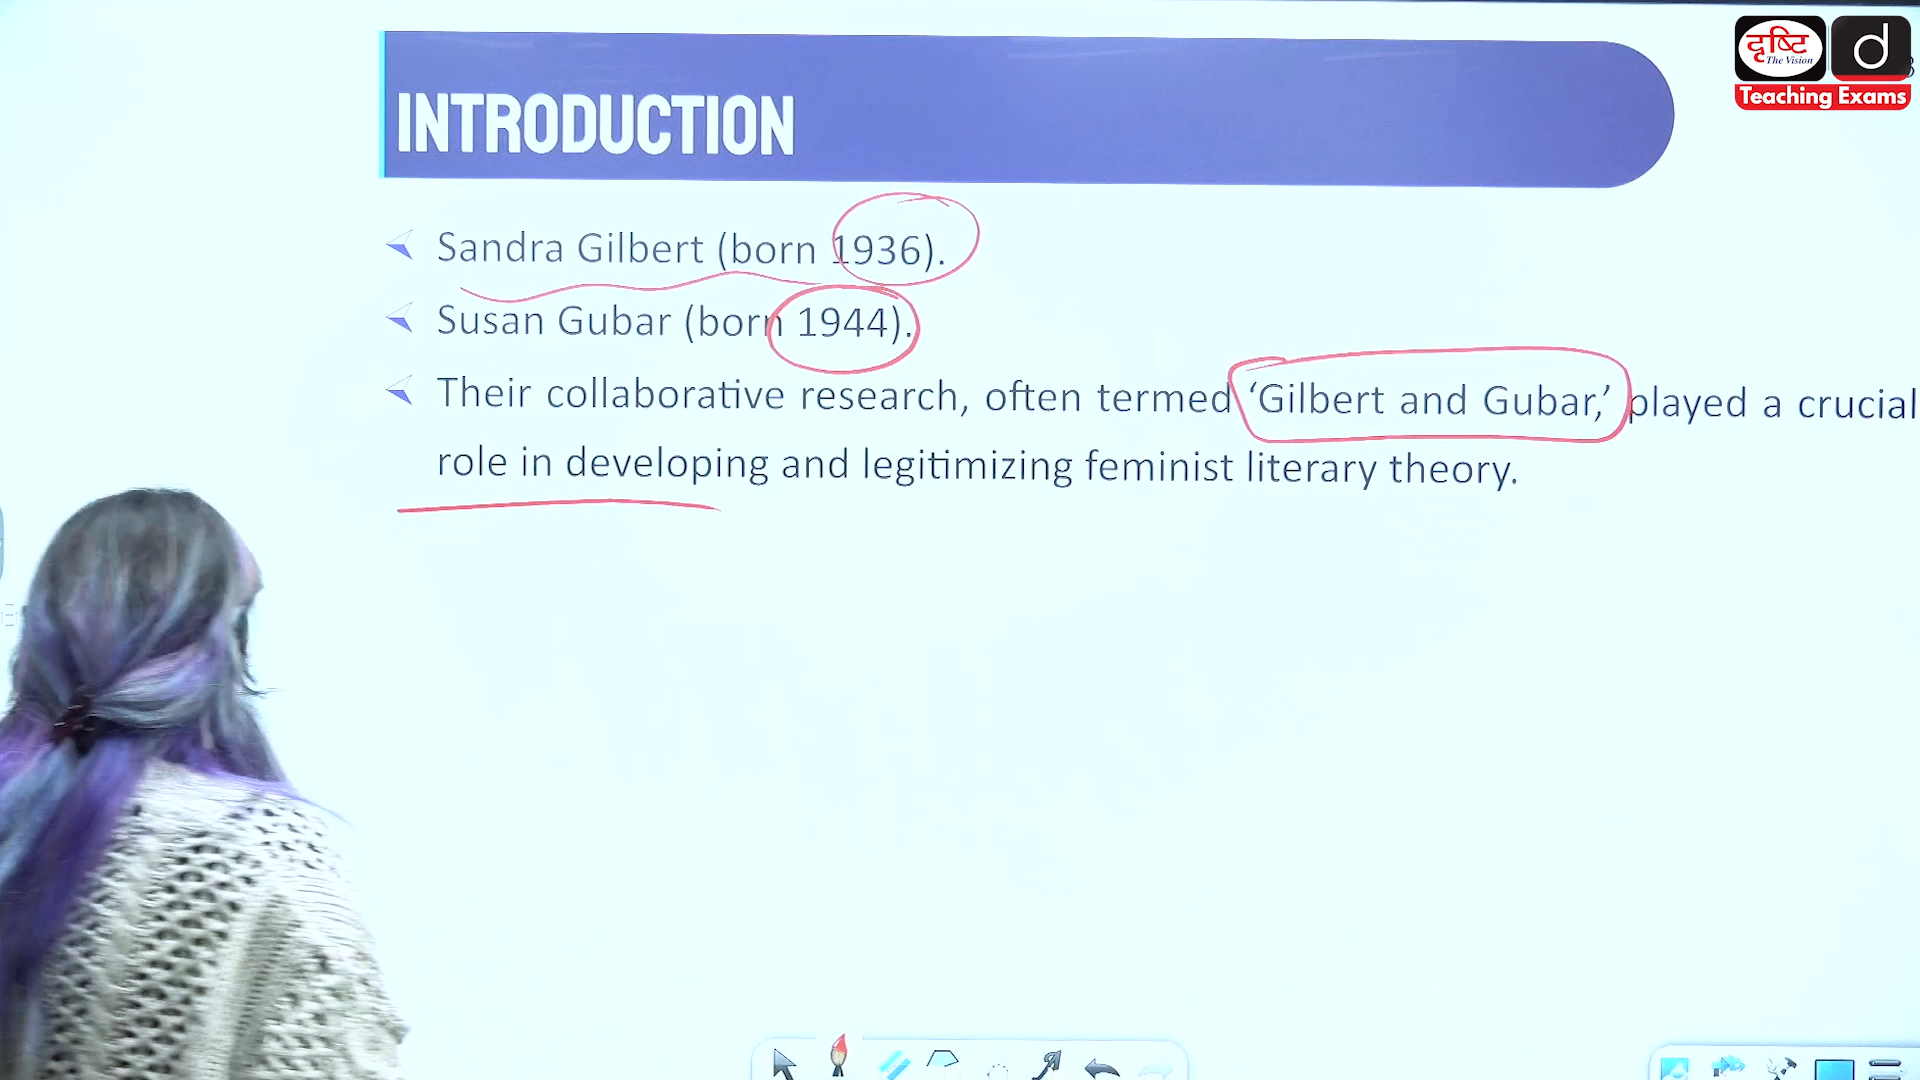 दृष्टि
The Vision
d
Teaching Exams
INTRODUCTION
Sandra Gilbert (born 1936).
Susan Gubar (born 1944).
Their collaborative research, often termed ‘Gilbert and Gubar,’ played a crucial
role in developing and legitimizing feminist literary theory.